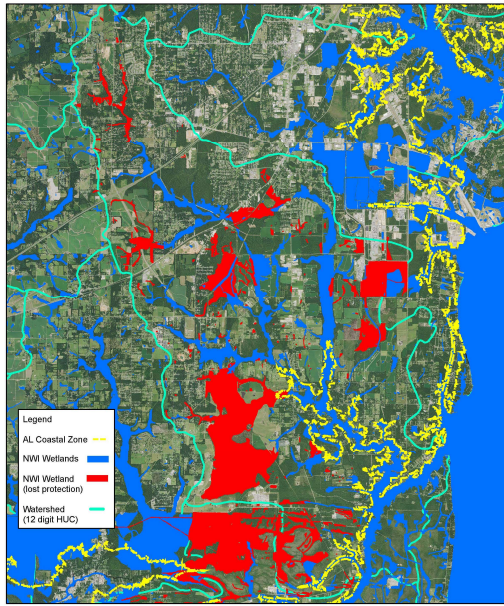 Legend
AL Coastal Zone
NWI Wetlands
NWI Wetland
(lost protection)
Watershed
(12 digit HUC)